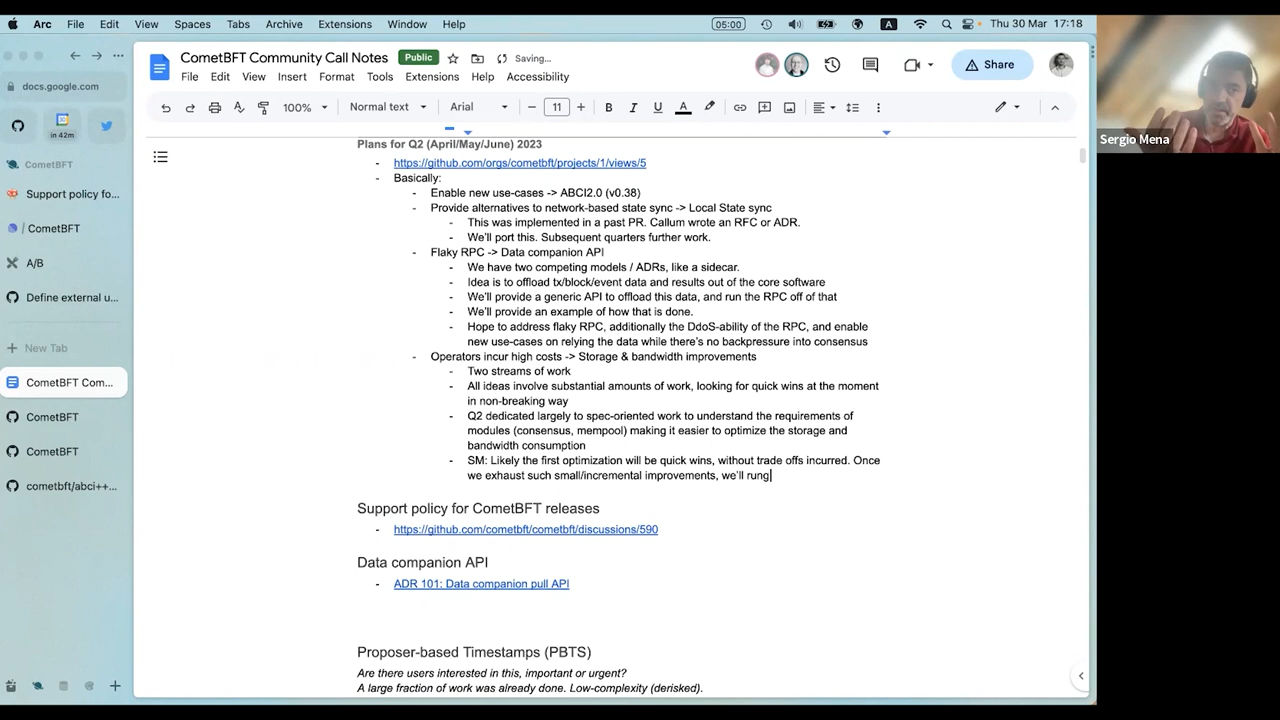 Arc File Edit View Spaces Tabs Archive Extensions Window Help 05:00 A Thu 30 Mar 17:18
docs.google.com
in 42m
CometBFT
Support policy fo...
/ CometBFT
A/B
Define external u...
New Tab
CometBFT Com...
CometBFT
CometBFT
cometbft/abci++...
CometBFT Community Call Notes Public Saving...
File Edit View Insert Format Tools Extensions Help Accessibility
Share
100% Normal text Arial 11 B I U A
Plans for Q2 (April/May/June) 2023
- https://github.com/orgs/cometbft/projects/1/views/5
- Basically:
- Enable new use-cases -> ABCI2.0 (v0.38)
- Provide alternatives to network-based state sync -> Local State sync
- This was implemented in a past PR. Callum wrote an RFC or ADR.
- We'll port this. Subsequent quarters further work.
- Flaky RPC -> Data companion API
- We have two competing models / ADRs, like a sidecar.
- Idea is to offload tx/block/event data and results out of the core software
- We'll provide a generic API to offload this data, and run the RPC off of that
- We'll provide an example of how that is done.
- Hope to address flaky RPC, additionally the DdoS-ability of the RPC, and enable
new use-cases on relying the data while there's no backpressure into consensus
- Operators incur high costs -> Storage & bandwidth improvements
- Two streams of work
- All ideas involve substantial amounts of work, looking for quick wins at the moment
in non-breaking way
- Q2 dedicated largely to spec-oriented work to understand the requirements of
modules (consensus, mempool) making it easier to optimize the storage and
bandwidth consumption
- SM: Likely the first optimization will be quick wins, without trade offs incurred. Once
we exhaust such small/incremental improvements, we'll rung
Support policy for CometBFT releases
- https://github.com/cometbft/cometbft/discussions/590
Data companion API
- ADR 101: Data companion pull API
Proposer-based Timestamps (PBTS)
Are there users interested in this, important or urgent?
A large fraction of work was already done. Low-complexity (derisked).
Sergio Mena